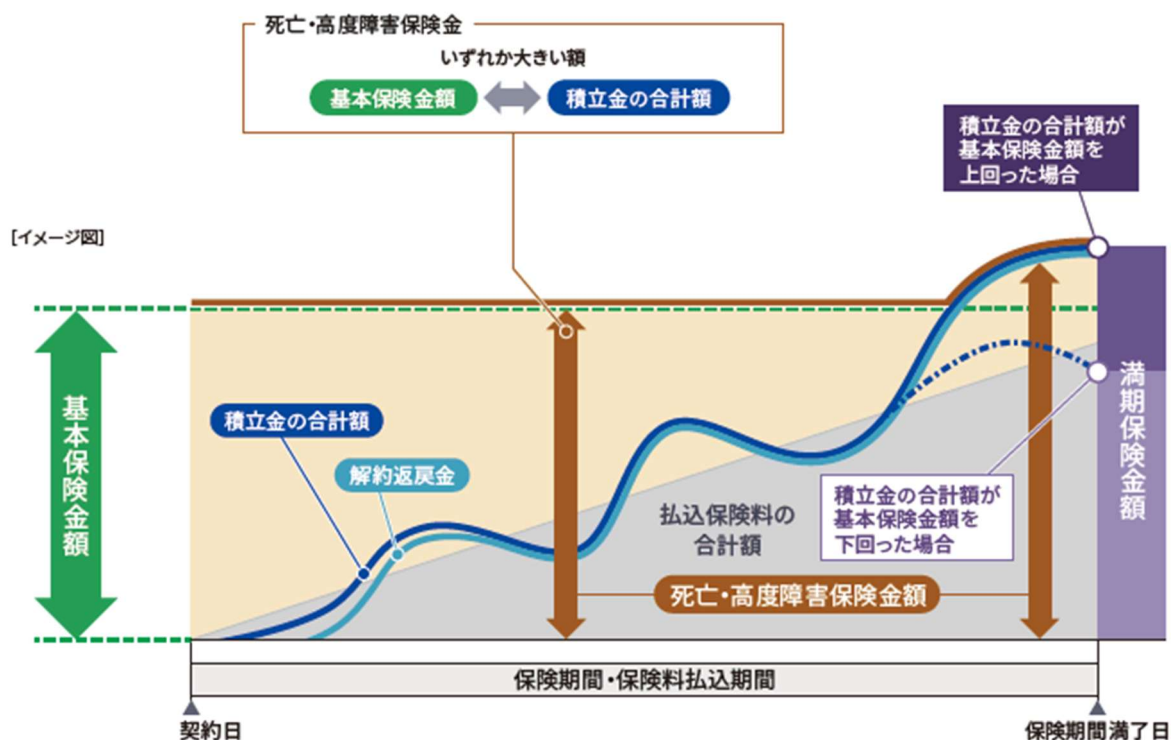 死亡・高度障害保険金
いずれか大きい額
基本保険金額
積立金の合計額
積立金の合計額が
基本保険金額を
上回った場合
[イメージ図]
基本保険金額
積立金の合計額
解約返戻金
払込保険料の
合計額
積立金の合計額が
基本保険金額を
下回った場合
満期保険金額
死亡・高度障害保険金額
保険期間・保険料払込期間
契約日
保険期間満了日